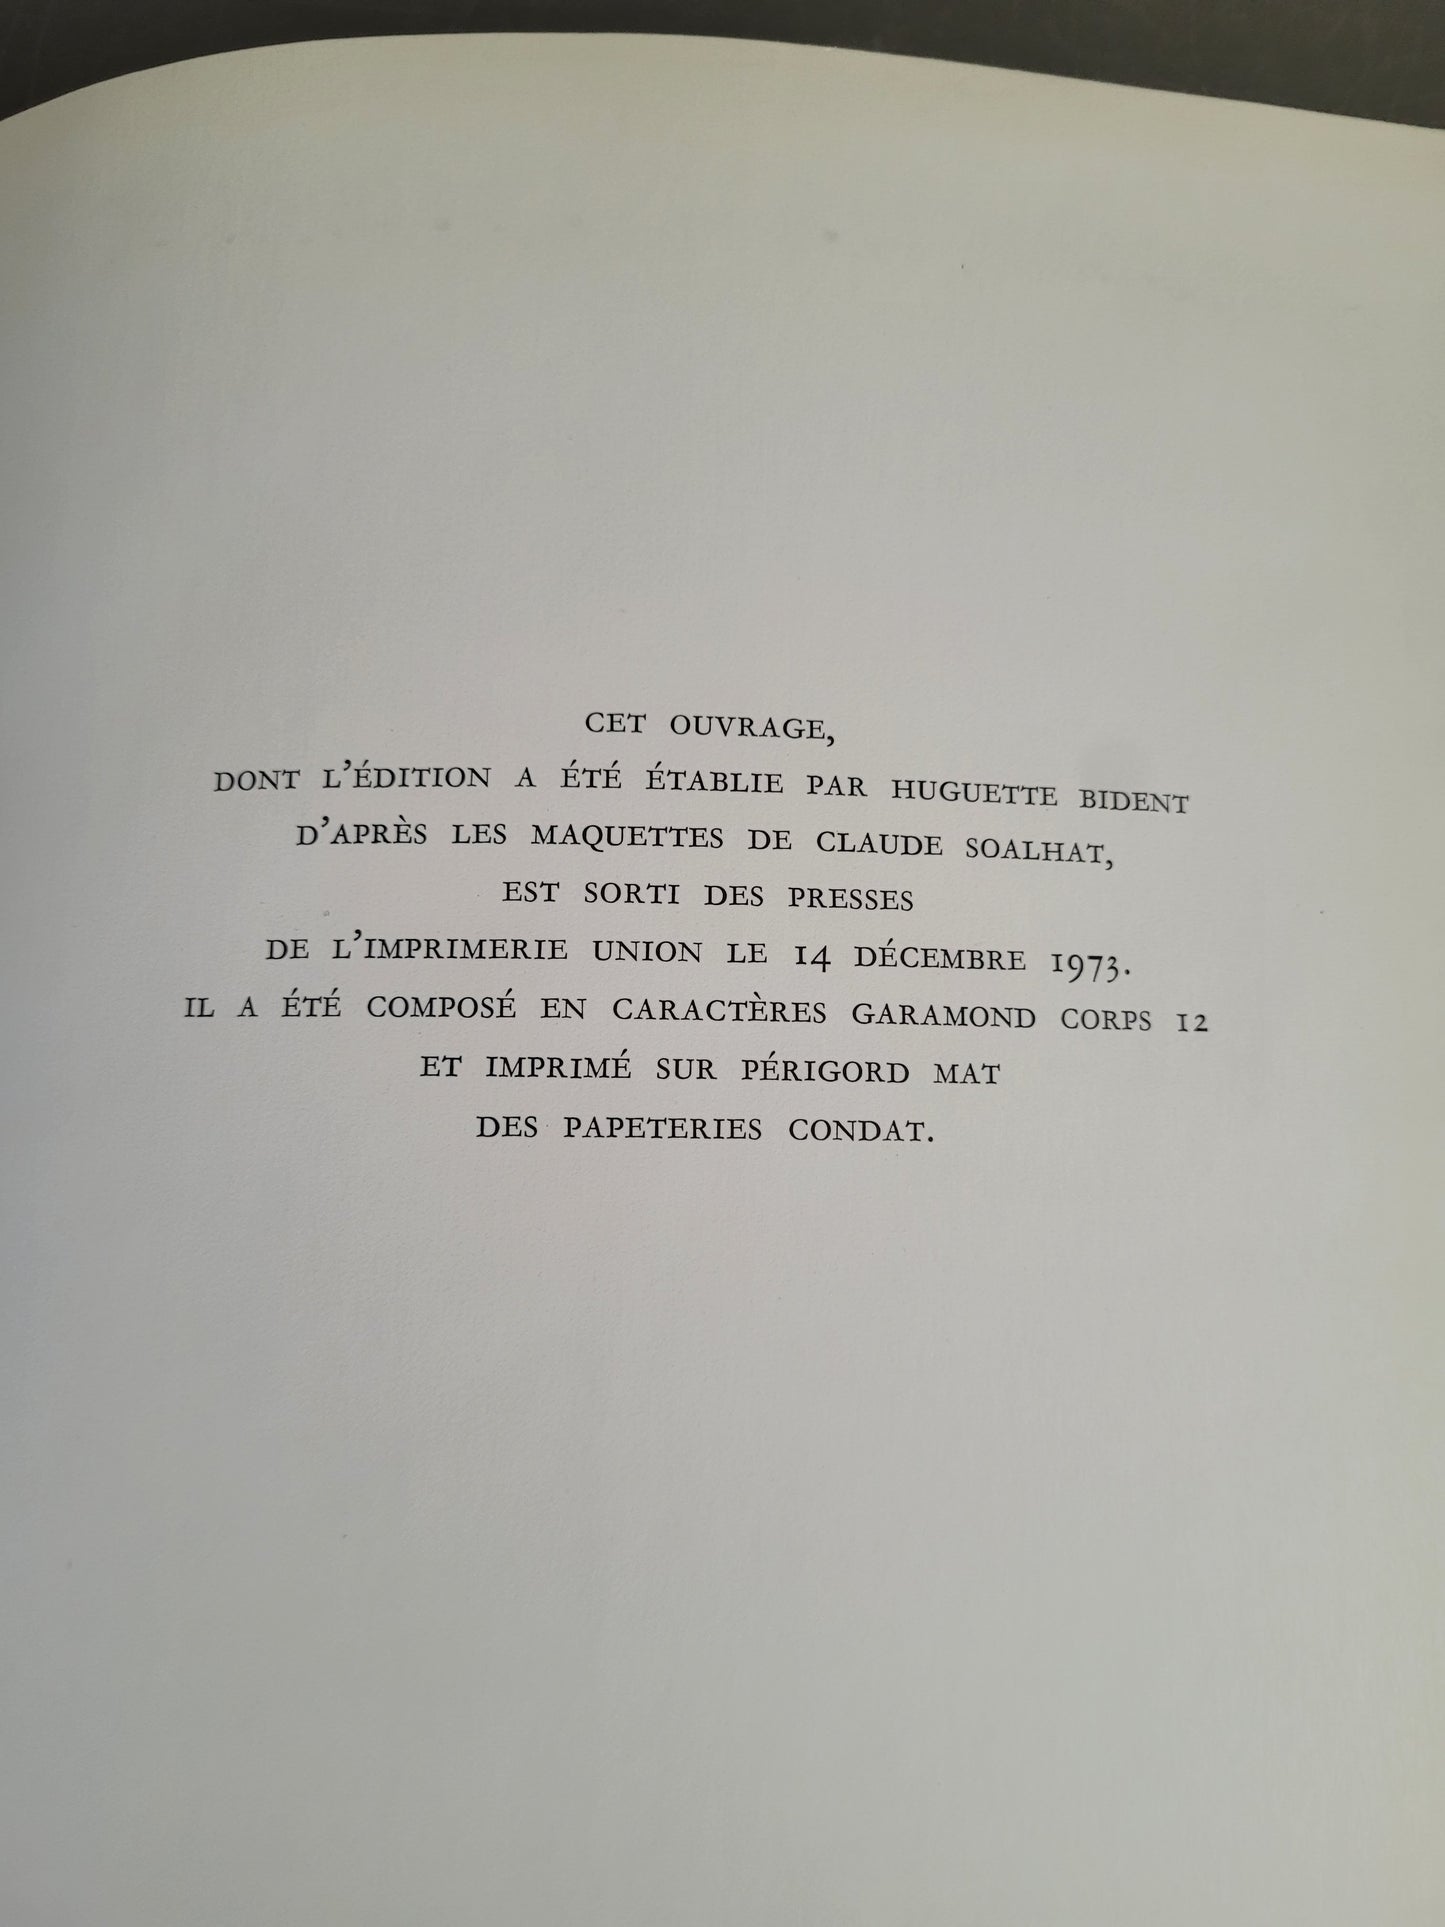 CET OUVRAGE,
DONT L'ÉDITION A ÉTÉ ÉTABLIE PAR HUGUETTE BIDENT
D'APRÈS LES MAQUETTES DE CLAUDE SOALHAT,
EST SORTI DES PRESSES
DE L'IMPRIMERIE UNION LE 14 DÉCEMBRE 1973.
IL A ÉTÉ COMPOSÉ EN CARACTÈRES GARAMOND CORPS 12
ET IMPRIMÉ SUR PÉRIGORD MAT
DES PAPETERIES CONDAT.